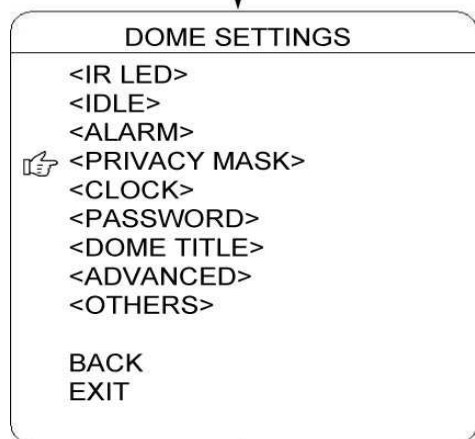 DOME SETTINGS
<IR LED>
<IDLE>
<ALARM>
<PRIVACY MASK>
<CLOCK>
<PASSWORD>
<DOME TITLE>
<ADVANCED>
<OTHERS>
BACK
EXIT